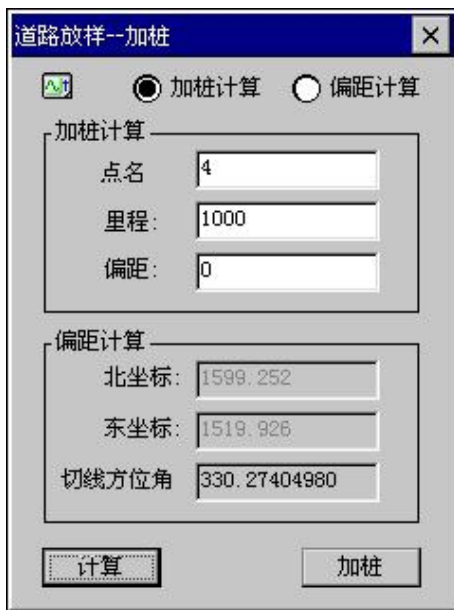 道路放样--加桩
加桩计算 偏距计算
加桩计算
点名 4
里程: 1000
偏距: 0
偏距计算
北坐标: 1599.252
东坐标: 1519.926
切线方位角 330.27404980
计算 加桩